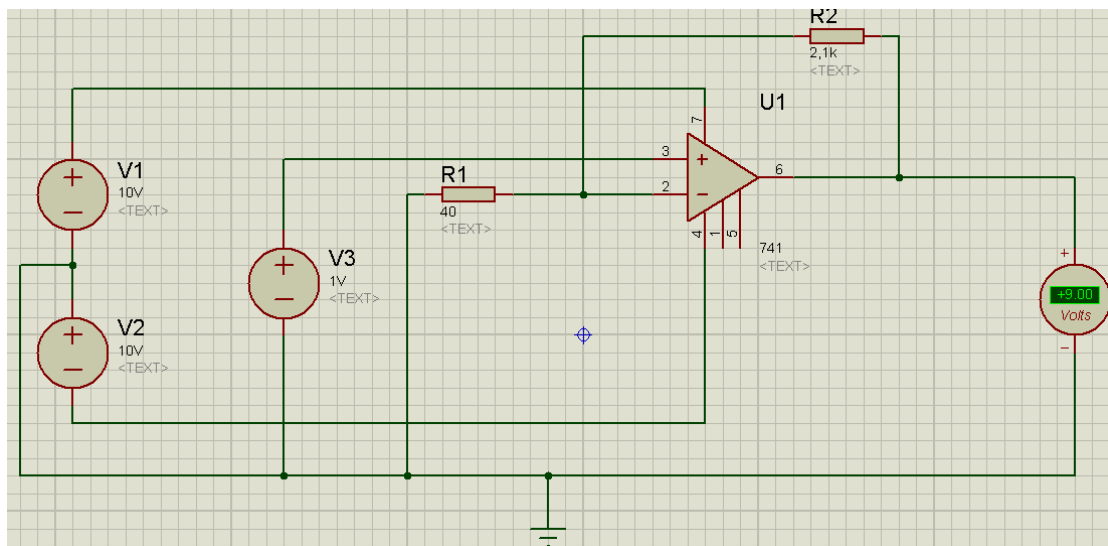 R2
2,1k
<TEXT>
U1
7
V1
10V
<TEXT>
3
+
6
R1
2
−
40
<TEXT>
4
1
5
741
<TEXT>
V3
1V
<TEXT>
+
+9.00
Volts
−
V2
10V
<TEXT>